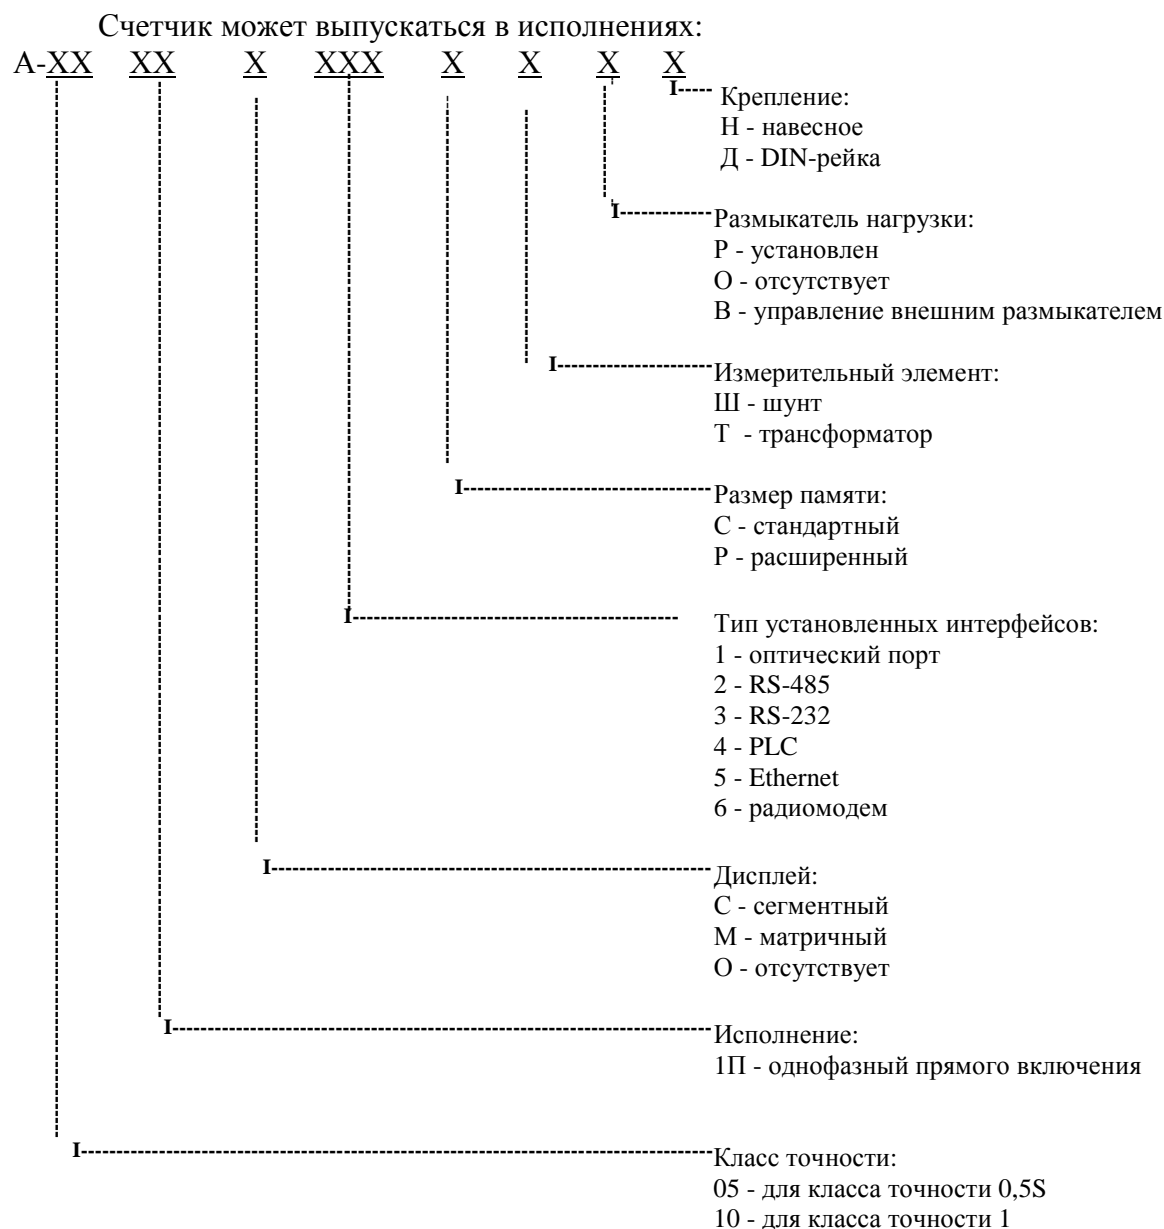 Счетчик может выпускаться в исполнениях:
А-ХХ ХХ Х ХХХ Х Х Х Х
Крепление:
Н - навесное
Д - DIN-рейка
Размыкатель нагрузки:
Р - установлен
О - отсутствует
В - управление внешним размыкателем
Измерительный элемент:
Ш - шунт
Т - трансформатор
Размер памяти:
С - стандартный
Р - расширенный
Тип установленных интерфейсов:
1 - оптический порт
2 - RS-485
3 - RS-232
4 - PLC
5 - Ethernet
6 - радиомодем
Дисплей:
С - сегментный
М - матричный
О - отсутствует
Исполнение:
1П - однофазный прямого включения
Класс точности:
05 - для класса точности 0,5S
10 - для класса точности 1